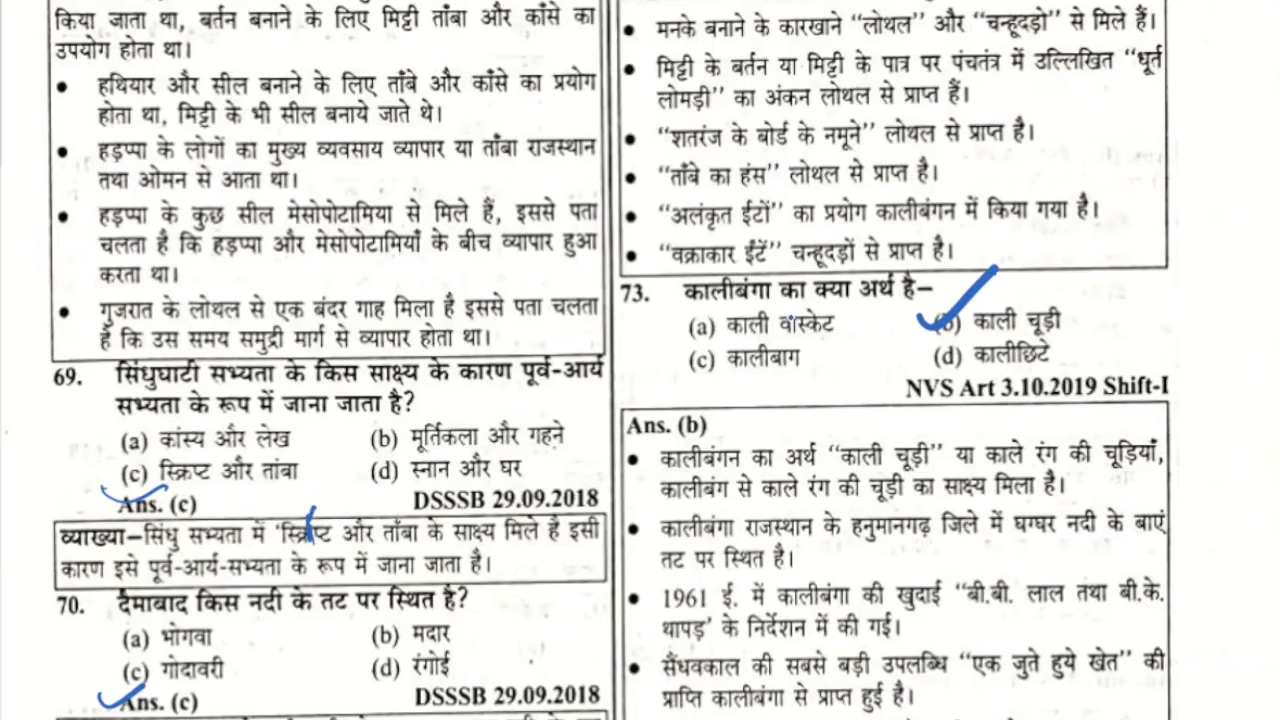 किया जाता था, बर्तन बनाने के लिए मिट्टी ताँबा और काँसे का
उपयोग होता था।
• हथियार और सील बनाने के लिए ताँबे और काँसे का प्रयोग
होता था, मिट्टी के भी सील बनाये जाते थे।
• हड़प्पा के लोगों का मुख्य व्यवसाय व्यापार या ताँबा राजस्थान
तथा ओमन से आता था।
• हड़प्पा के कुछ सील मेसोपोटामिया से मिले हैं, इससे पता
चलता है कि हड़प्पा और मेसोपोटामियाँ के बीच व्यापार हुआ
करता था।
• गुजरात के लोथल से एक बंदर गाह मिला है इससे पता चलता
है कि उस समय समुद्री मार्ग से व्यापार होता था।
69. सिंधुघाटी सभ्यता के किस साक्ष्य के कारण पूर्व-आर्य
सभ्यता के रूप में जाना जाता है?
(a) कांस्य और लेख (b) मूर्तिकला और गहने
(c) स्क्रिप्ट और तांबा (d) स्नान और घर
Ans. (c) DSSSB 29.09.2018
व्याख्या–सिंधु सभ्यता में 'स्क्रिप्ट और ताँबा के साक्ष्य मिले है इसी
कारण इसे पूर्व-आर्य-सभ्यता के रूप में जाना जाता है।
70. दैमाबाद किस नदी के तट पर स्थित है?
(a) भोगवा (b) मदार
(c) गोदावरी (d) रंगोई
Ans. (c) DSSSB 29.09.2018
• मनके बनाने के कारखाने "लोथल" और "चन्हूदड़ो" से मिले हैं।
• मिट्टी के बर्तन या मिट्टी के पात्र पर पंचतंत्र में उल्लिखित "धूर्त
लोमड़ी" का अंकन लोथल से प्राप्त हैं।
• "शतरंज के बोर्ड के नमूने" लोथल से प्राप्त है।
• "ताँबे का हंस" लोथल से प्राप्त है।
• "अलंकृत ईटों" का प्रयोग कालीबंगन में किया गया है।
• "वक्राकार ईंटें" चन्हूदड़ों से प्राप्त है।
73. कालीबंगा का क्या अर्थ है–
(a) काली वास्केट (b) काली चूड़ी
(c) कालीबाग (d) कालीछिटे
NVS Art 3.10.2019 Shift-I
Ans. (b)
• कालीबंगन का अर्थ "काली चूड़ी" या काले रंग की चूड़ियाँ,
कालीबंग से काले रंग की चूड़ी का साक्ष्य मिला है।
• कालीबंगा राजस्थान के हनुमानगढ़ जिले में घग्घर नदी के बाएं
तट पर स्थित है।
• 1961 ई. में कालीबंगा की खुदाई "बी.बी. लाल तथा बी.के.
थापड़' के निर्देशन में की गई।
• सैंधवकाल की सबसे बड़ी उपलब्धि "एक जुते हुये खेत" की
प्राप्ति कालीबंगा से प्राप्त हुई है।